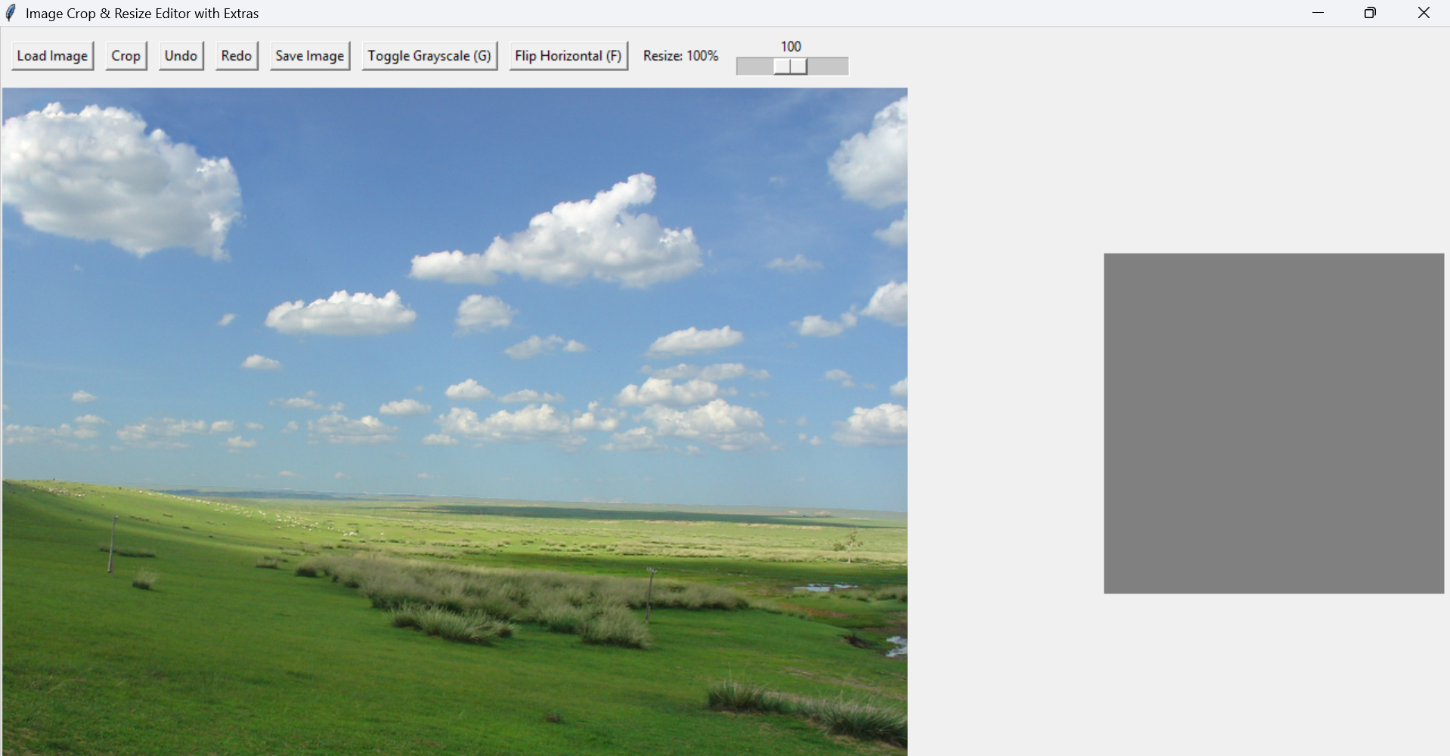 Image Crop & Resize Editor with Extras
100
Load Image Crop Undo Redo Save Image Toggle Grayscale (G) Flip Horizontal (F) Resize: 100%